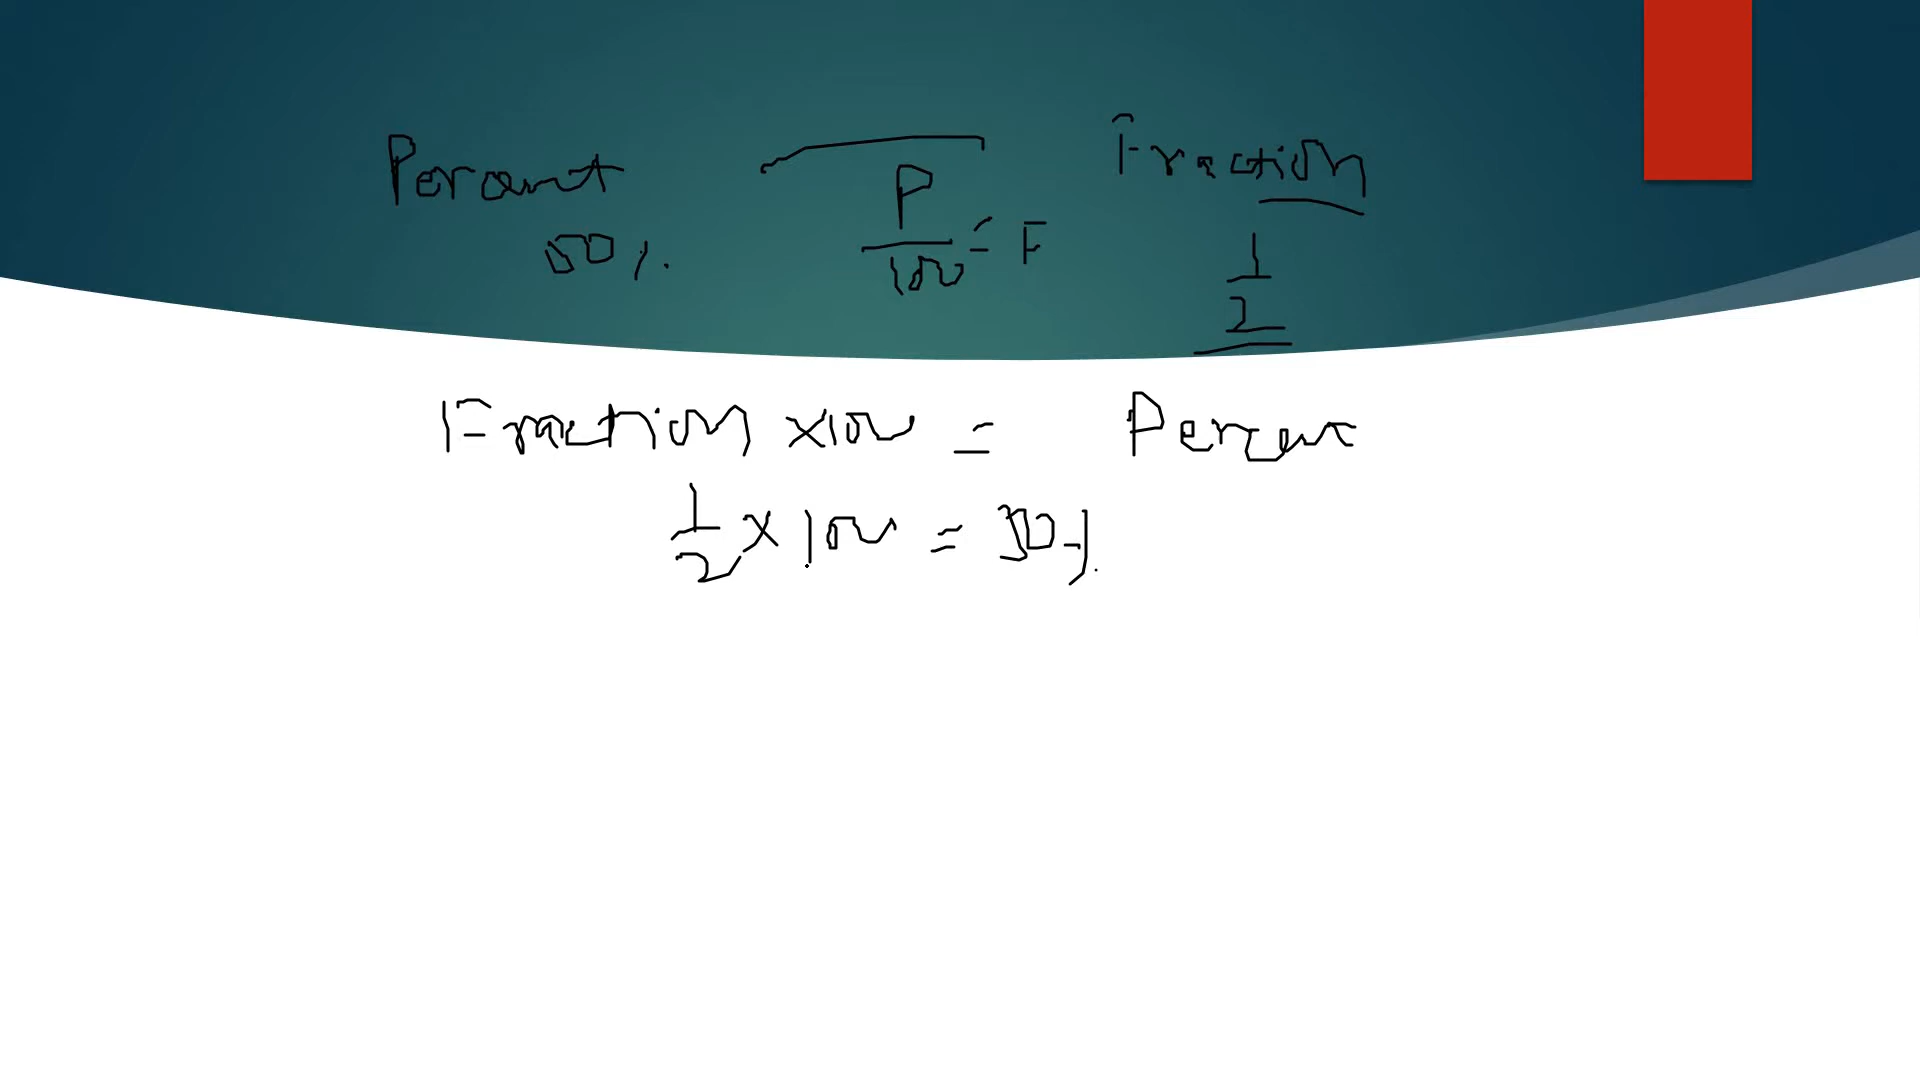 Percent P/100 = F Fraction
50% 1/2
Fraction x100 = Percent
1/2 x 100 = 50%